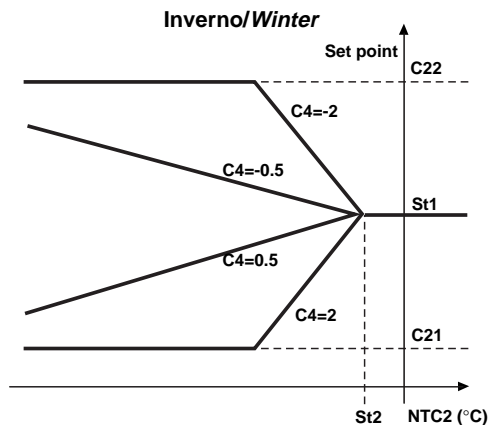 Inverno/Winter
Set point
C22
C4=-2
C4=-0.5
St1
C4=0.5
C4=2
C21
St2
NTC2 (°C)